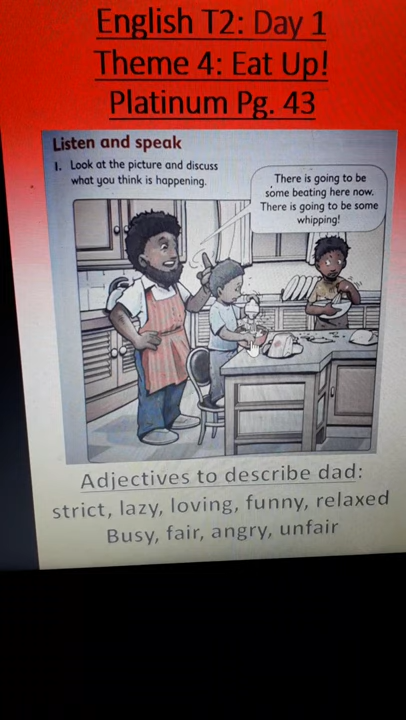 English T2: Day 1
Theme 4: Eat Up!
Platinum Pg. 43
Listen and speak
1. Look at the picture and discuss
what you think is happening.
There is going to be
some beating here now.
There is going to be some
whipping!
Adjectives to describe dad:
strict, lazy, loving, funny, relaxed
Busy, fair, angry, unfair